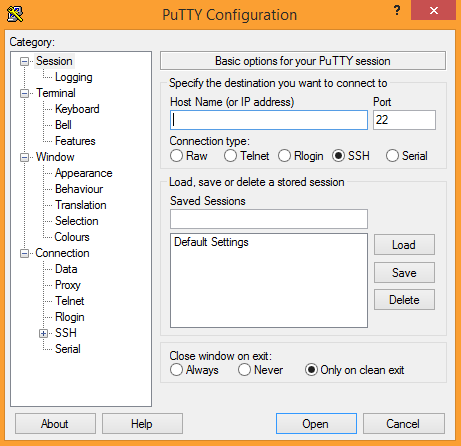 PuTTY Configuration
? x
Category:
Session
Logging
Terminal
Keyboard
Bell
Features
Window
Appearance
Behaviour
Translation
Selection
Colours
Connection
Data
Proxy
Telnet
Rlogin
SSH
Serial
Basic options for your PuTTY session
Specify the destination you want to connect to
Host Name (or IP address) Port
22
Connection type:
Raw Telnet Rlogin SSH Serial
Load, save or delete a stored session
Saved Sessions
Default Settings
Load
Save
Delete
Close window on exit:
Always Never Only on clean exit
About Help Open Cancel